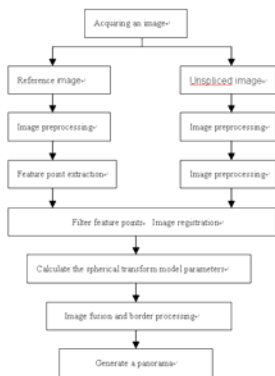 Acquiring an image
Reference image
Unspliced image
Image preprocessing
Image preprocessing
Feature point extraction
Image preprocessing
Filter feature points, Image registration
Calculate the spherical transform model parameters
Image fusion and border processing
Generate a panorama